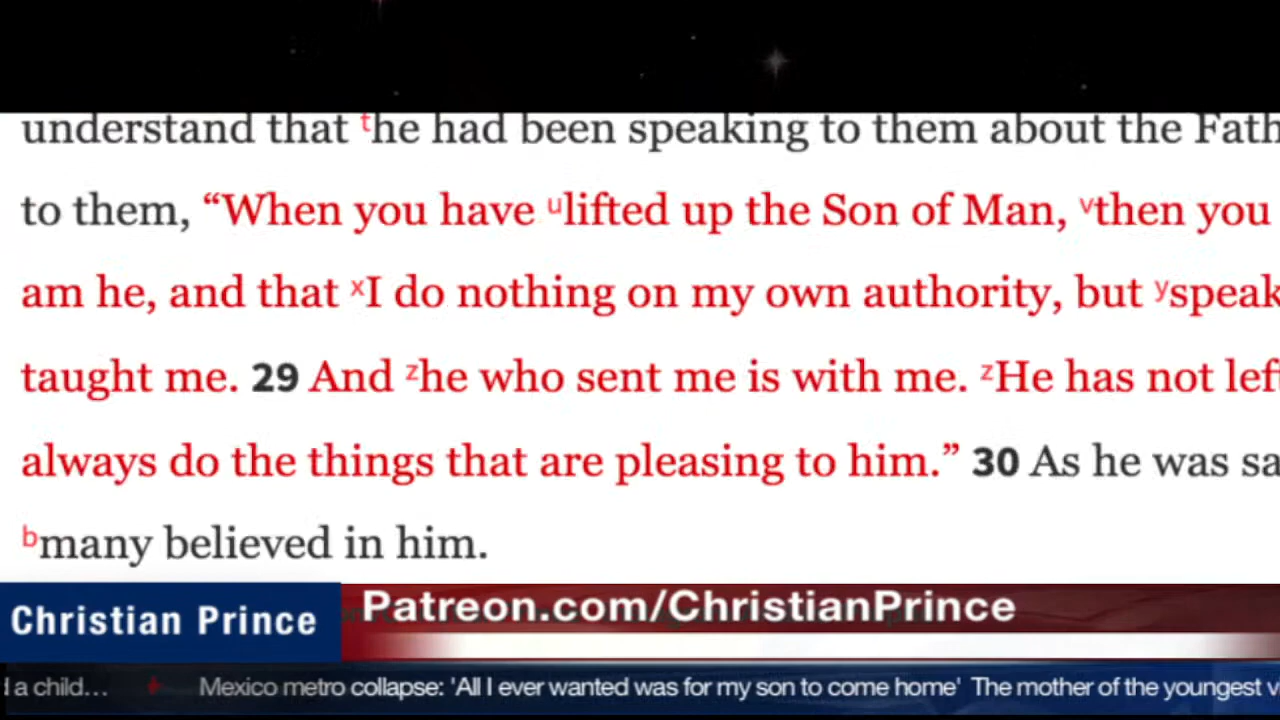 understand that ᵗhe had been speaking to them about the Fath
to them, “When you have ᵘlifted up the Son of Man, ᵛthen you
am he, and that ˣI do nothing on my own authority, but ʸspeak
taught me. 29 And ᶻhe who sent me is with me. ᶻHe has not lef
always do the things that are pleasing to him.” 30 As he was sa
ᵇmany believed in him.
Christian Prince
Patreon.com/ChristianPrince
d a child... Mexico metro collapse: 'All I ever wanted was for my son to come home' The mother of the youngest v